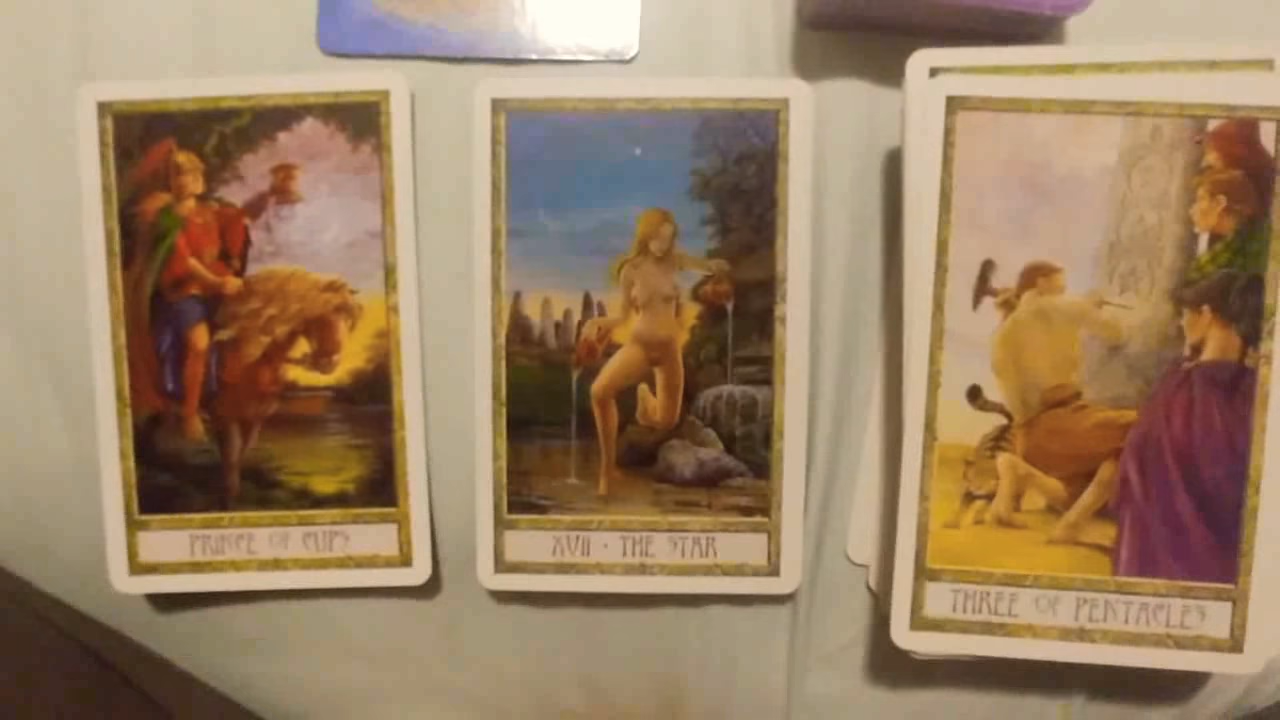 PRINCE OF CUPS
XVII • THE STAR
THREE OF PENTACLES